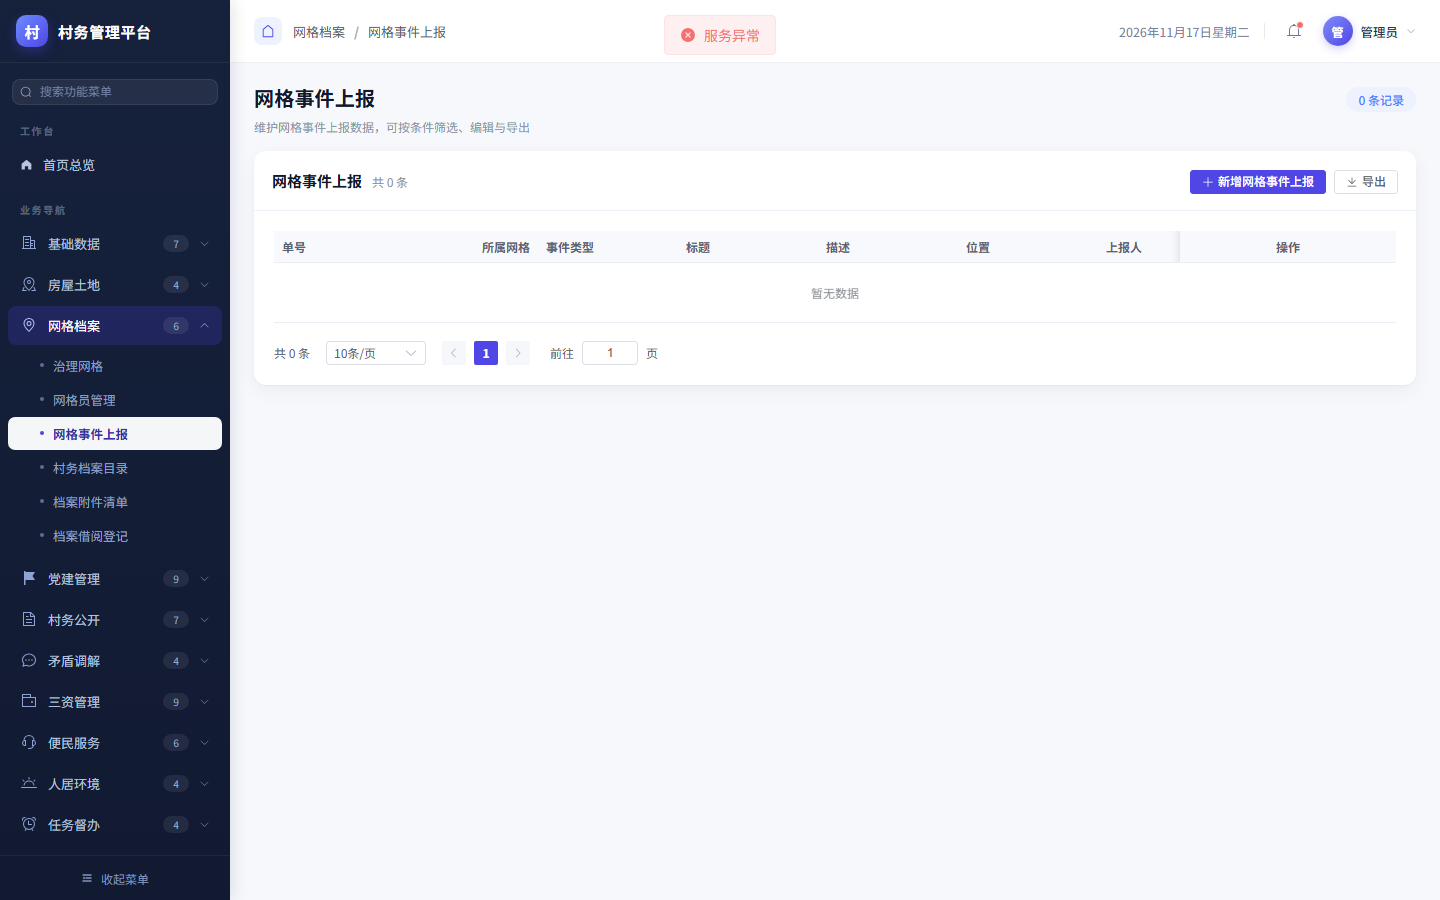 村 村务管理平台
搜索功能菜单
工作台
首页总览
业务导航
基础数据 7
房屋土地 4
网格档案 6
治理网格
网格员管理
网格事件上报
村务档案目录
档案附件清单
档案借阅登记
党建管理 9
村务公开 7
矛盾调解 4
三资管理 9
便民服务 6
人居环境 4
任务督办 4
收起菜单
网格档案 / 网格事件上报
服务异常
2026年11月17日星期二
管 管理员
网格事件上报
0 条记录
维护网格事件上报数据，可按条件筛选、编辑与导出
网格事件上报 共 0 条
新增网格事件上报 导出
单号 所属网格 事件类型 标题 描述 位置 上报人 操作
暂无数据
共 0 条 10条/页 1 前往 1 页